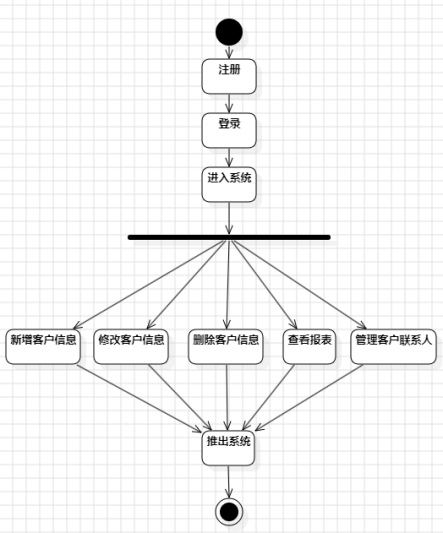 注册
登录
进入系统
新增客户信息
修改客户信息
删除客户信息
查看报表
管理客户联系人
推出系统